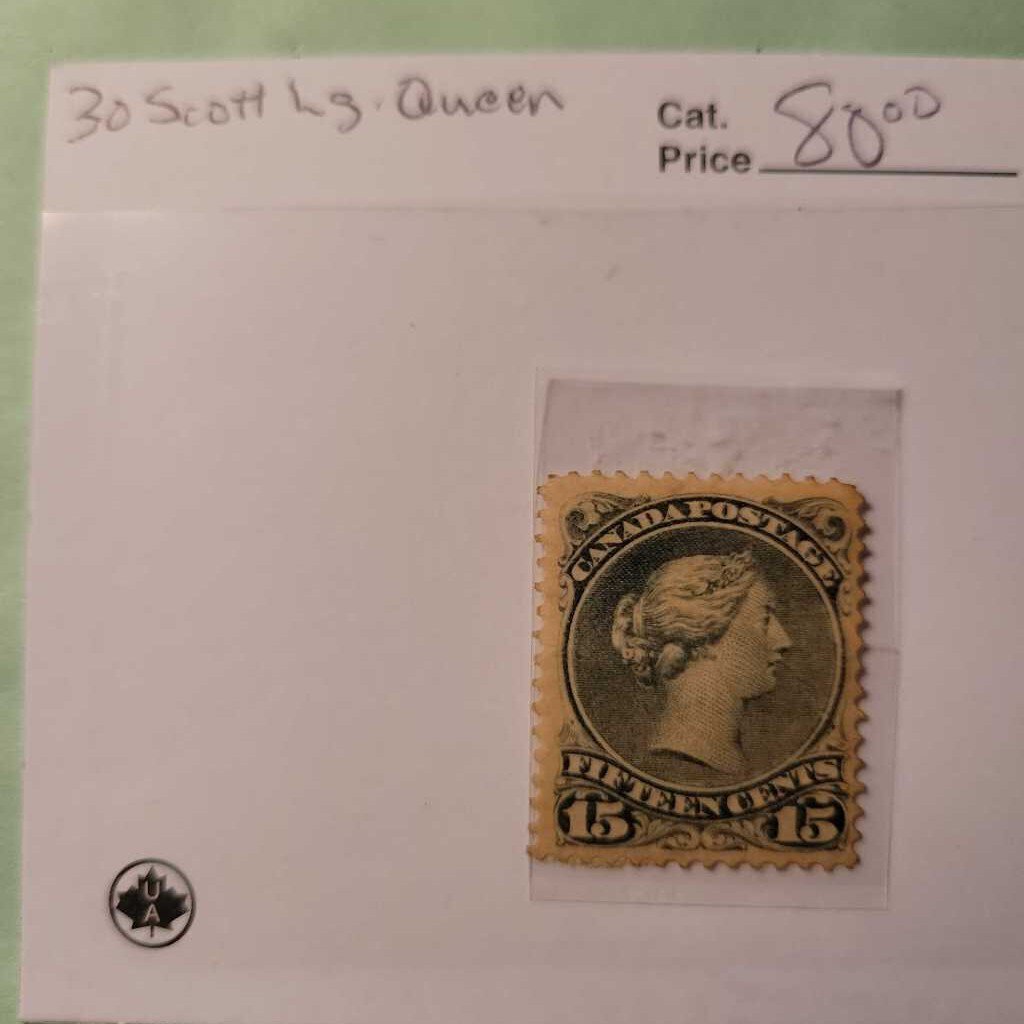 30 Scott Lg. Queen
Cat. Price 80.00
CANADA POSTAGE
FIFTEEN CENTS
15 15
UA